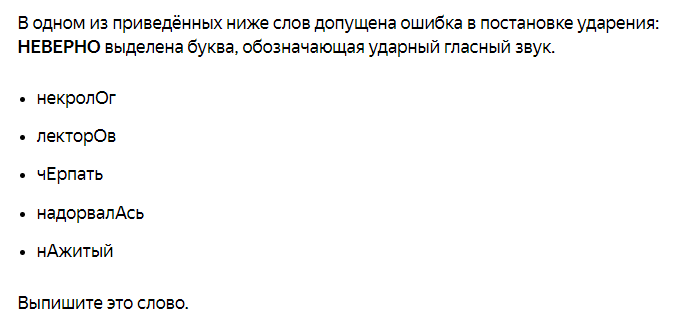 В одном из приведённых ниже слов допущена ошибка в постановке ударения:
НЕВЕРНО выделена буква, обозначающая ударный гласный звук.
• некролОг
• лекторОв
• чЕрпать
• надорвалАсь
• нАжитый
Выпишите это слово.